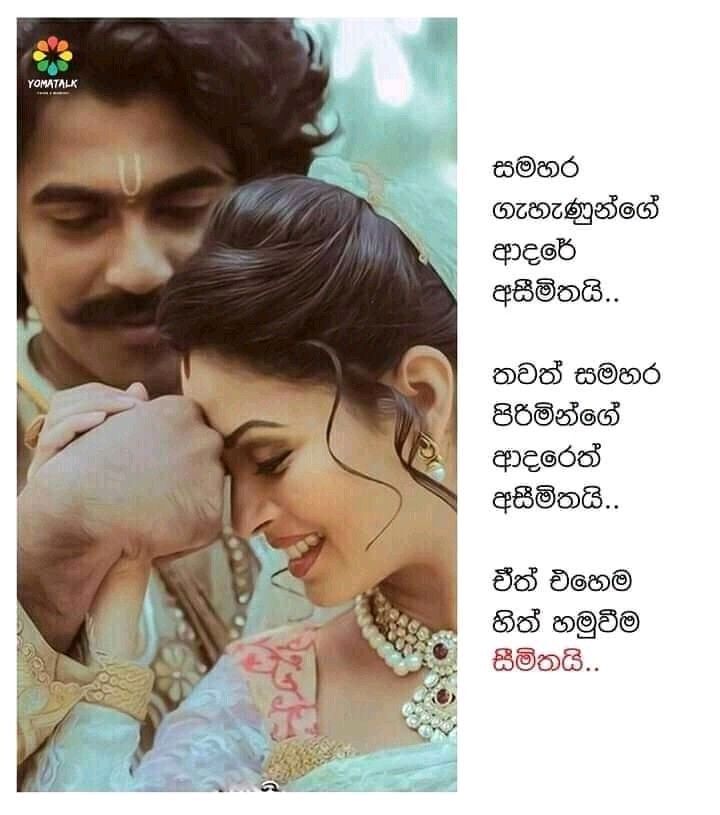 YOMATALK
සමහර
ගැහැණුන්ගේ
ආදරේ
අසීමිතයි..
තවත් සමහර
පිරිමින්ගේ
ආදරෙත්
අසීමිතයි..
ඒත් එහෙම
හිත් හමුවීම
සීමිතයි..